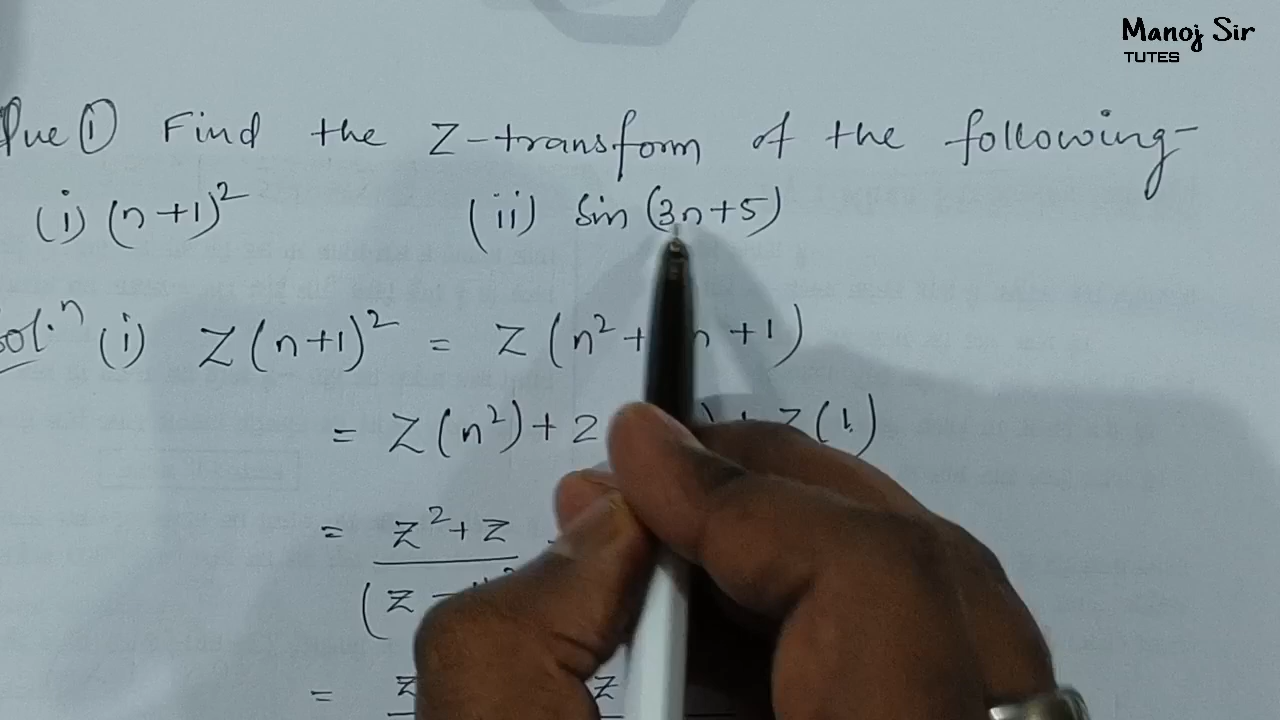 Manoj Sir
TUTES
Que ① Find the Z-transform of the following-
(i) (n+1)² (ii) sin (3n+5)
Sol.ⁿ (i) Z(n+1)² = Z(n²+ n +1)
= Z(n²)+ 2 ) + Z(1)
= z²+z
(z -
= z z